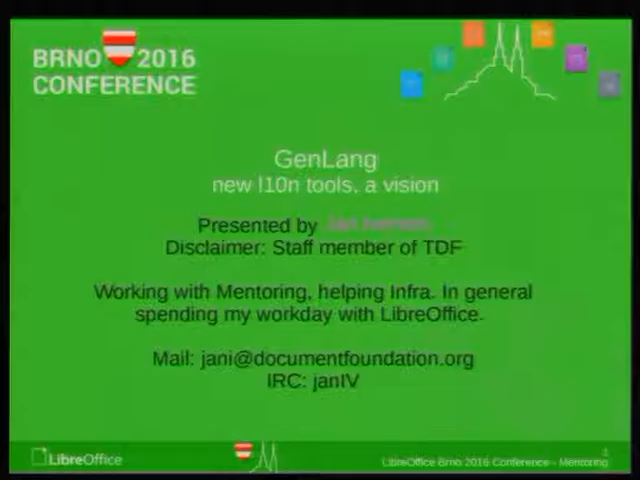 BRNO 2016
CONFERENCE
GenLang
new l10n tools, a vision
Presented by
Disclaimer: Staff member of TDF
Working with Mentoring, helping Infra. In general
spending my workday with LibreOffice.
Mail: jani@documentfoundation.org
IRC: janIV
LibreOffice
LibreOffice Brno 2016 Conference - Mentoring